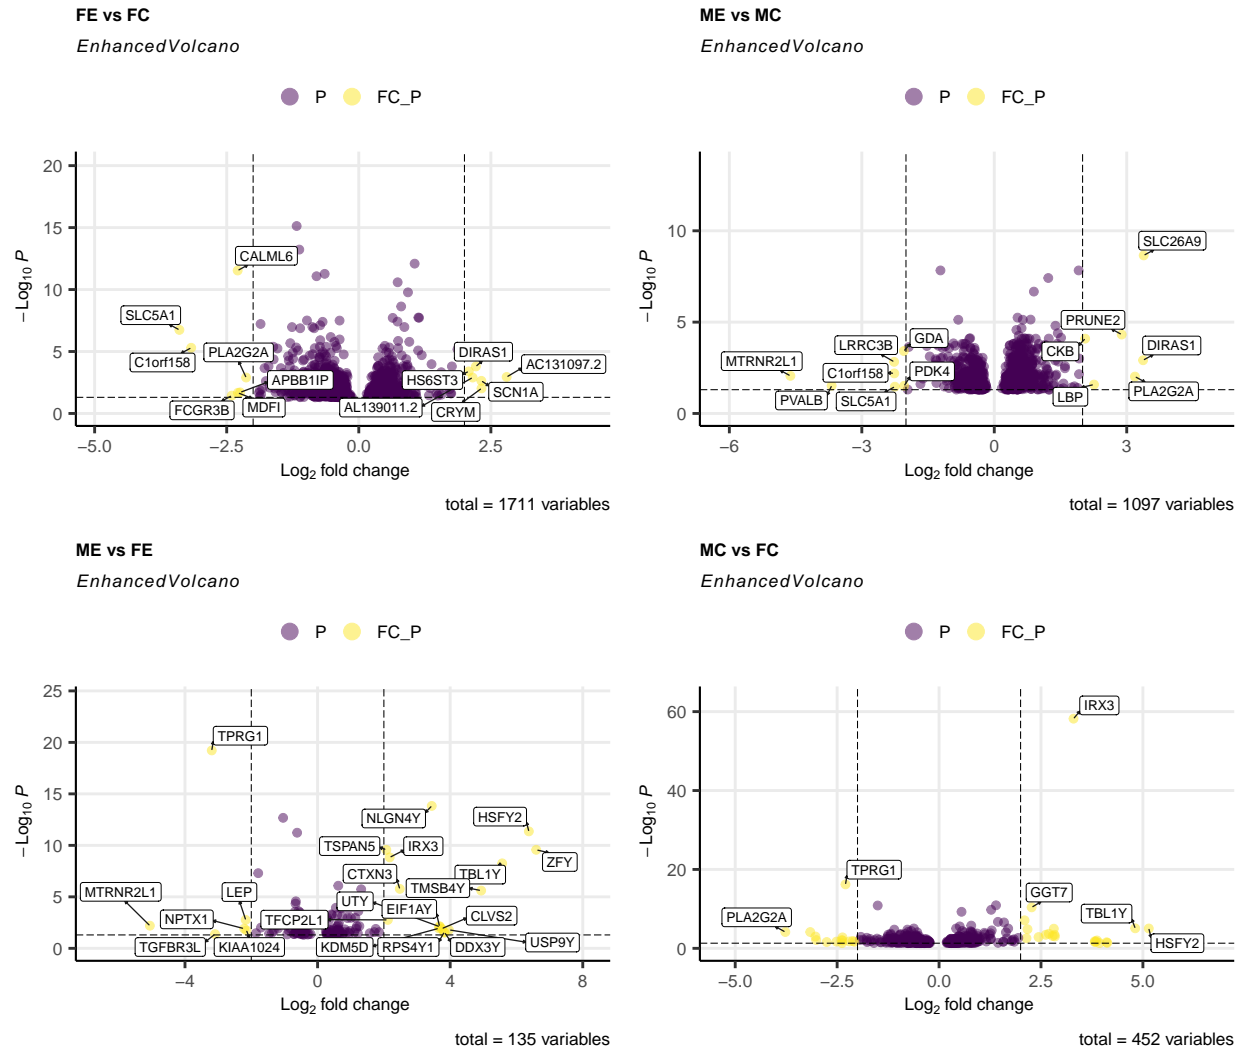 FE vs FC
EnhancedVolcano
P FC_P
20
15
10
5
0
−Log10 P
CALML6
SLC5A1
C1orf158
PLA2G2A
APBB1IP
FCGR3B
MDFI
DIRAS1
AC131097.2
HS6ST3
SCN1A
AL139011.2
CRYM
−5.0 −2.5 0.0 2.5
Log2 fold change
total = 1711 variables
ME vs MC
EnhancedVolcano
P FC_P
10
5
0
−Log10 P
SLC26A9
PRUNE2
GDA
LRRC3B
CKB
DIRAS1
MTRNR2L1
C1orf158
PDK4
PVALB
SLC5A1
LBP
PLA2G2A
−6 −3 0 3
Log2 fold change
total = 1097 variables
ME vs FE
EnhancedVolcano
P FC_P
25
20
15
10
5
0
−Log10 P
TPRG1
NLGN4Y
HSFY2
TSPAN5
IRX3
ZFY
CTXN3
TBL1Y
TMSB4Y
MTRNR2L1
LEP
UTY
EIF1AY
NPTX1
TFCP2L1
CLVS2
TGFBR3L
KIAA1024
KDM5D
RPS4Y1
DDX3Y
USP9Y
−4 0 4 8
Log2 fold change
total = 135 variables
MC vs FC
EnhancedVolcano
P FC_P
60
40
20
0
−Log10 P
IRX3
TPRG1
GGT7
PLA2G2A
TBL1Y
HSFY2
−5.0 −2.5 0.0 2.5 5.0
Log2 fold change
total = 452 variables